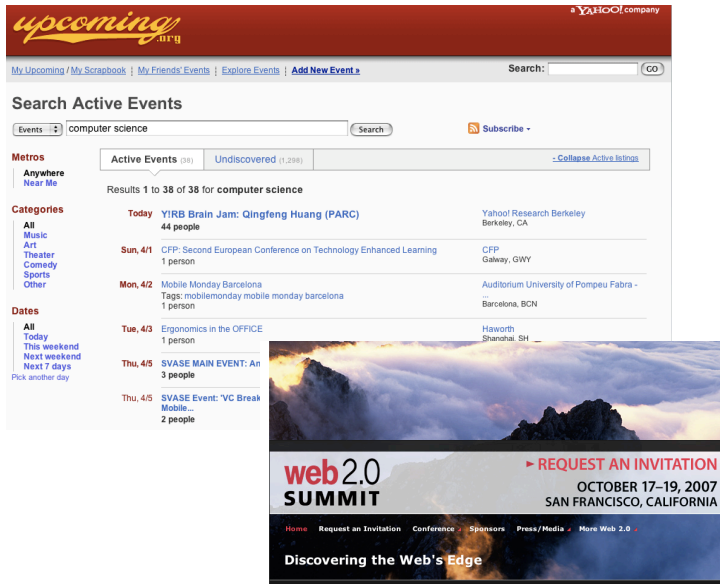 upcoming.org
a YAHOO! company
My Upcoming / My Scrapbook ¦ My Friends' Events ¦ Explore Events ¦ Add New Event »
Search: GO
Search Active Events
Events computer science Search
Subscribe
Metros
Anywhere
Near Me
Categories
All
Music
Art
Theater
Comedy
Sports
Other
Dates
All
Today
This weekend
Next weekend
Next 7 days
Pick another day
Active Events (38) Undiscovered (1,298) - Collapse Active listings
Results 1 to 38 of 38 for computer science
Today Y!RB Brain Jam: Qingfeng Huang (PARC) Yahoo! Research Berkeley
44 people Berkeley, CA
Sun, 4/1 CFP: Second European Conference on Technology Enhanced Learning CFP
1 person Galway, GWY
Mon, 4/2 Mobile Monday Barcelona Auditorium University of Pompeu Fabra -
Tags: mobilemonday mobile monday barcelona ...
1 person Barcelona, BCN
Tue, 4/3 Ergonomics in the OFFICE Haworth
1 person Shanghai, SH
Thu, 4/5 SVASE MAIN EVENT: An
3 people
Thu, 4/5 SVASE Event: 'VC Break
Mobile...
2 people
web2.0
SUMMIT
REQUEST AN INVITATION
OCTOBER 17–19, 2007
SAN FRANCISCO, CALIFORNIA
Home Request an Invitation Conference Sponsors Press/Media More Web 2.0
Discovering the Web's Edge